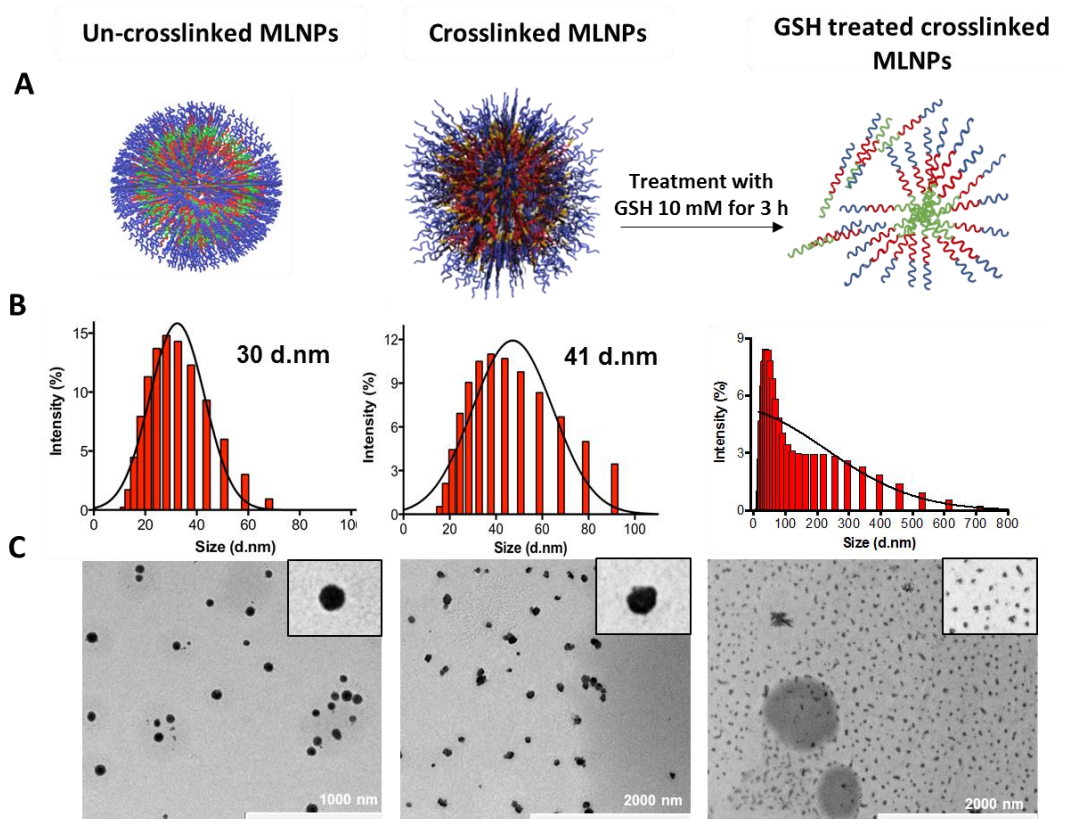 Un-crosslinked MLNPs
Crosslinked MLNPs
GSH treated crosslinked
MLNPs
A
Treatment with
GSH 10 mM for 3 h
B
15
10
5
0
Intensity (%)
0 20 40 60 80 10
Size (d.nm)
30 d.nm
12
9
6
3
0
Intensity (%)
0 20 40 60 80 100
Size (d.nm)
41 d.nm
9
6
3
0
Intensity (%)
0 100 200 300 400 500 600 700 800
Size (d.nm)
C
1000 nm
2000 nm
2000 nm